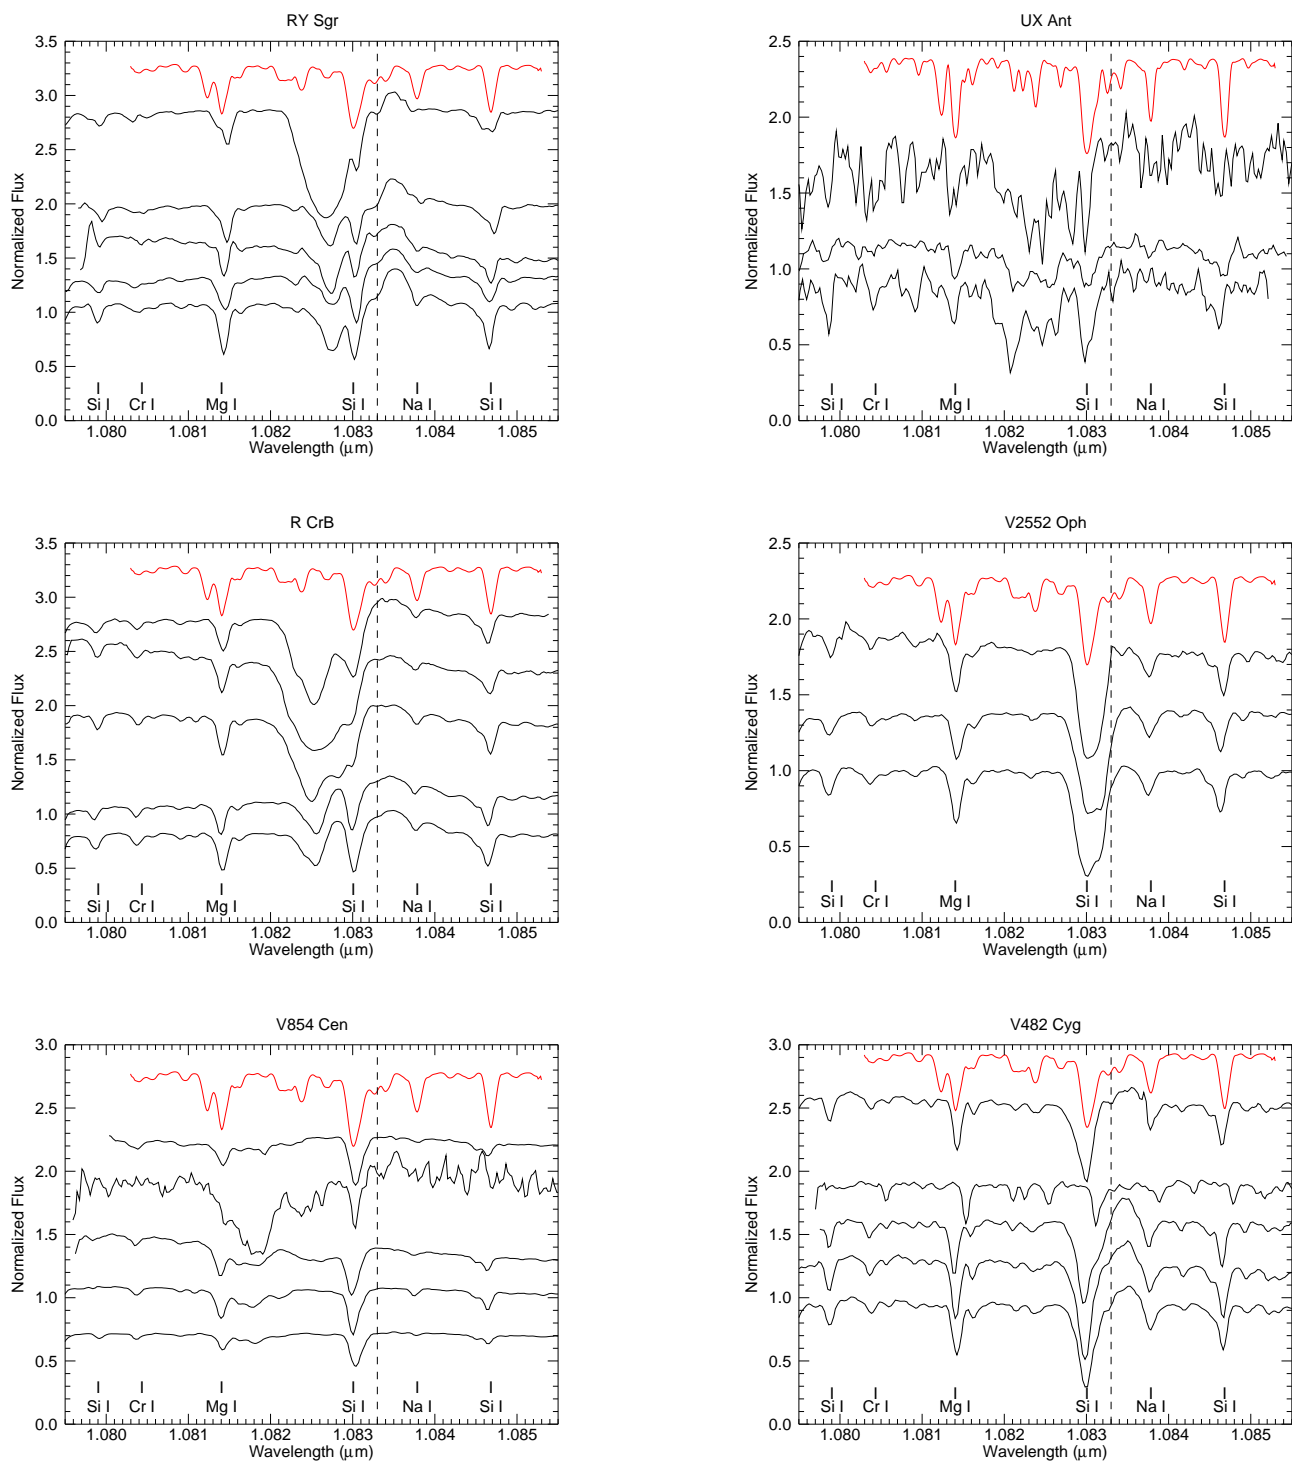 RY Sgr
3.5
3.0
2.5
2.0
1.5
1.0
0.5
0.0
Normalized Flux
Si I Cr I Mg I Si I Na I Si I
1.080 1.081 1.082 1.083 1.084 1.085
Wavelength (μm)
UX Ant
2.5
2.0
1.5
1.0
0.5
0.0
Normalized Flux
Si I Cr I Mg I Si I Na I Si I
1.080 1.081 1.082 1.083 1.084 1.085
Wavelength (μm)
R CrB
3.5
3.0
2.5
2.0
1.5
1.0
0.5
0.0
Normalized Flux
Si I Cr I Mg I Si I Na I Si I
1.080 1.081 1.082 1.083 1.084 1.085
Wavelength (μm)
V2552 Oph
2.5
2.0
1.5
1.0
0.5
0.0
Normalized Flux
Si I Cr I Mg I Si I Na I Si I
1.080 1.081 1.082 1.083 1.084 1.085
Wavelength (μm)
V854 Cen
3.0
2.5
2.0
1.5
1.0
0.5
0.0
Normalized Flux
Si I Cr I Mg I Si I Na I Si I
1.080 1.081 1.082 1.083 1.084 1.085
Wavelength (μm)
V482 Cyg
3.0
2.5
2.0
1.5
1.0
0.5
0.0
Normalized Flux
Si I Cr I Mg I Si I Na I Si I
1.080 1.081 1.082 1.083 1.084 1.085
Wavelength (μm)